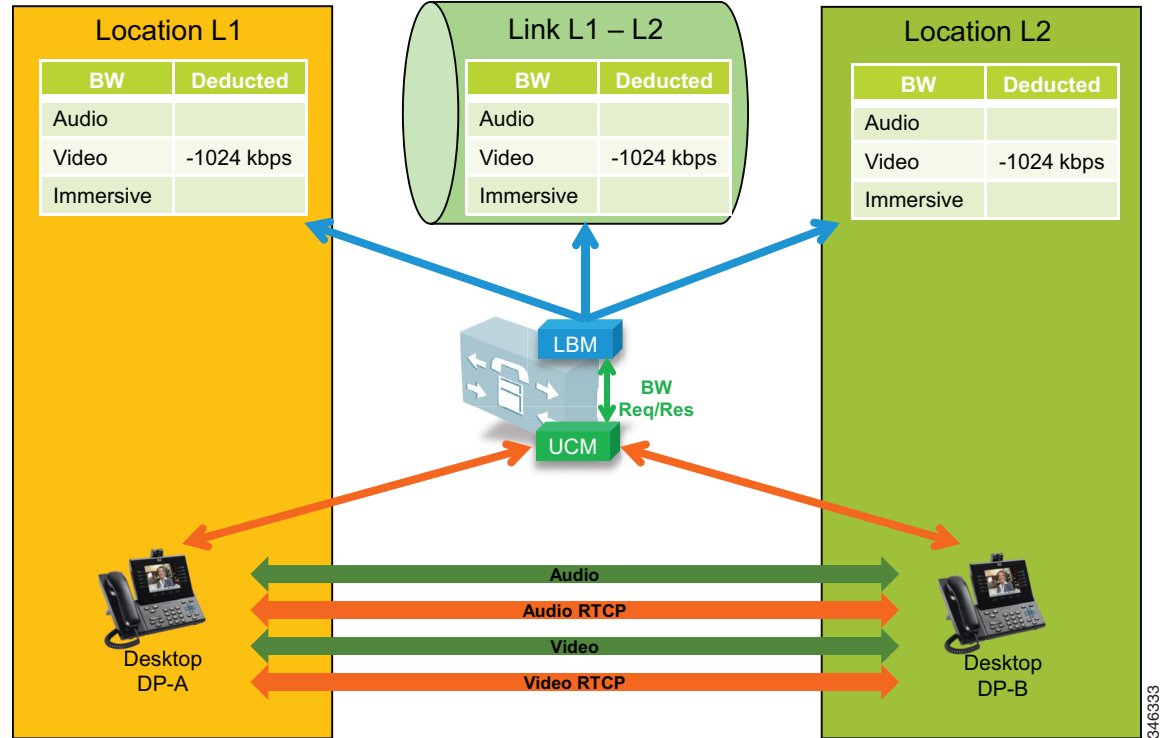 Location L1
BW Deducted
Audio
Video -1024 kbps
Immersive
Link L1 – L2
BW Deducted
Audio
Video -1024 kbps
Immersive
Location L2
BW Deducted
Audio
Video -1024 kbps
Immersive
LBM
BW
Req/Res
UCM
Audio
Audio RTCP
Video
Video RTCP
Desktop
DP-A
Desktop
DP-B
346333